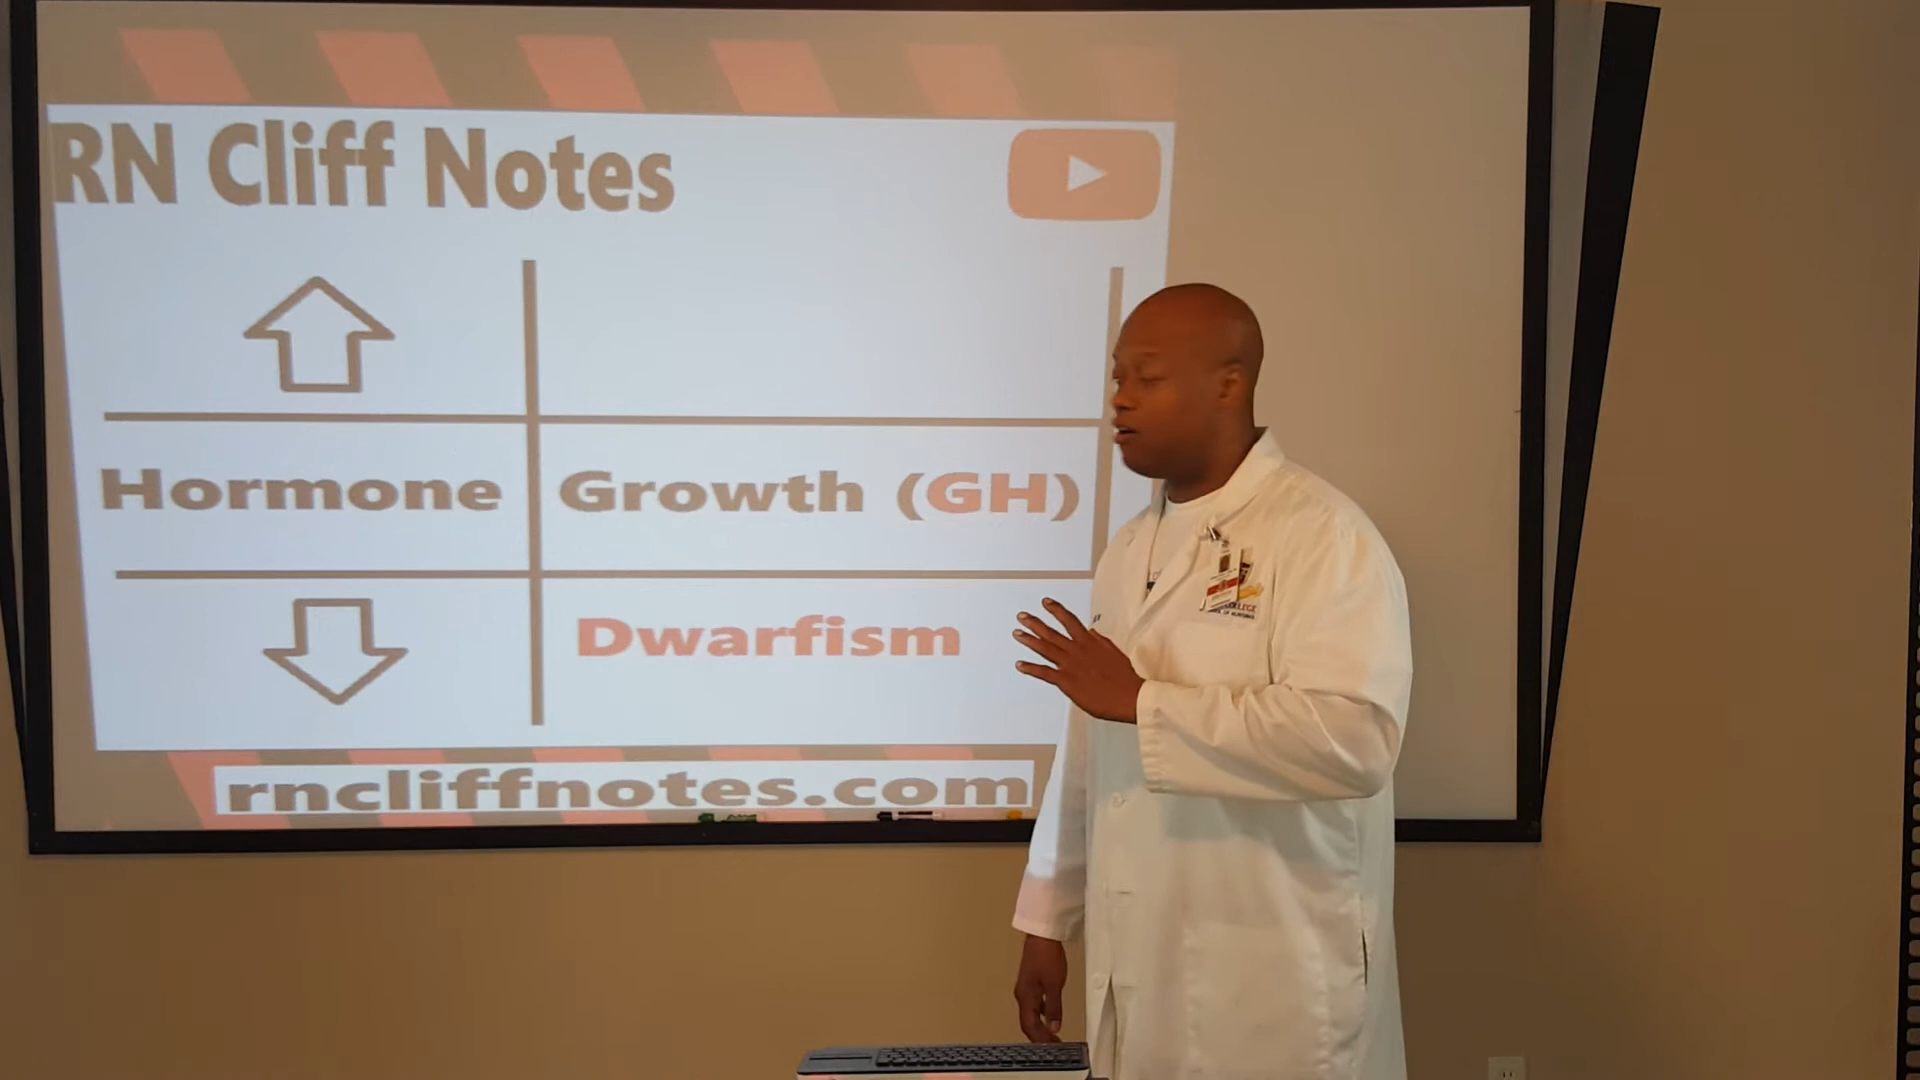 RN Cliff Notes
Hormone
Growth (GH)
Dwarfism
rncliffnotes.com